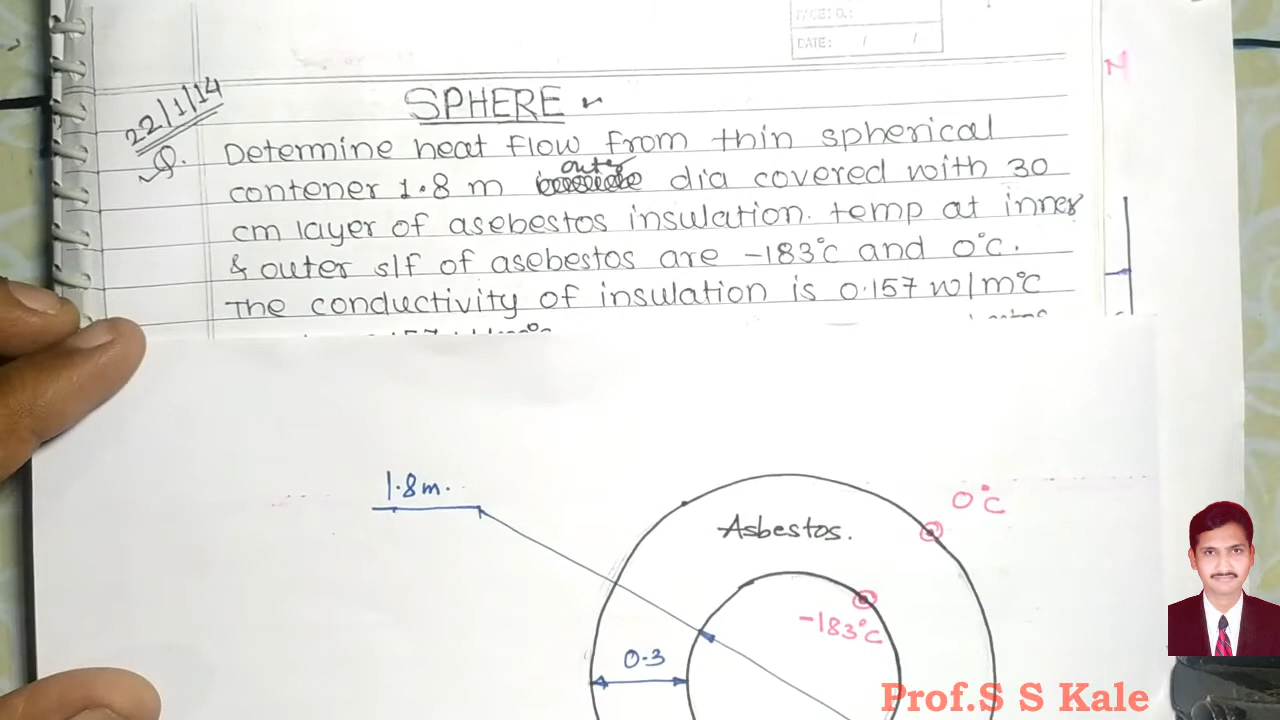 DATE: / /
22/1/14
SPHERE
Q. Determine heat flow from thin spherical
contener 1.8 m outer dia covered with 30
cm layer of asebestos insulation. temp at inner
& outer s/f of asebestos are -183°c and 0°c.
The conductivity of insulation is 0.157 w/m°c
1.8m.
0°c
Asbestos.
-183°c
0.3
Prof.S S Kale